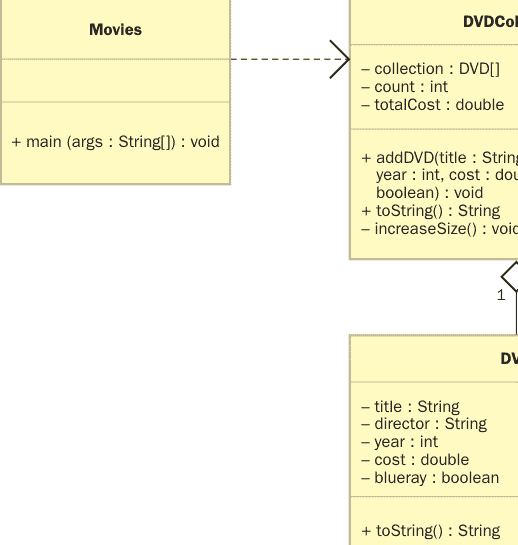 Movies
+ main (args : String[]) : void
DVDCol
– collection : DVD[]
– count : int
– totalCost : double
+ addDVD(title : String
year : int, cost : dou
boolean) : void
+ toString() : String
– increaseSize() : void
1
DV
– title : String
– director : String
– year : int
– cost : double
– blueray : boolean
+ toString() : String